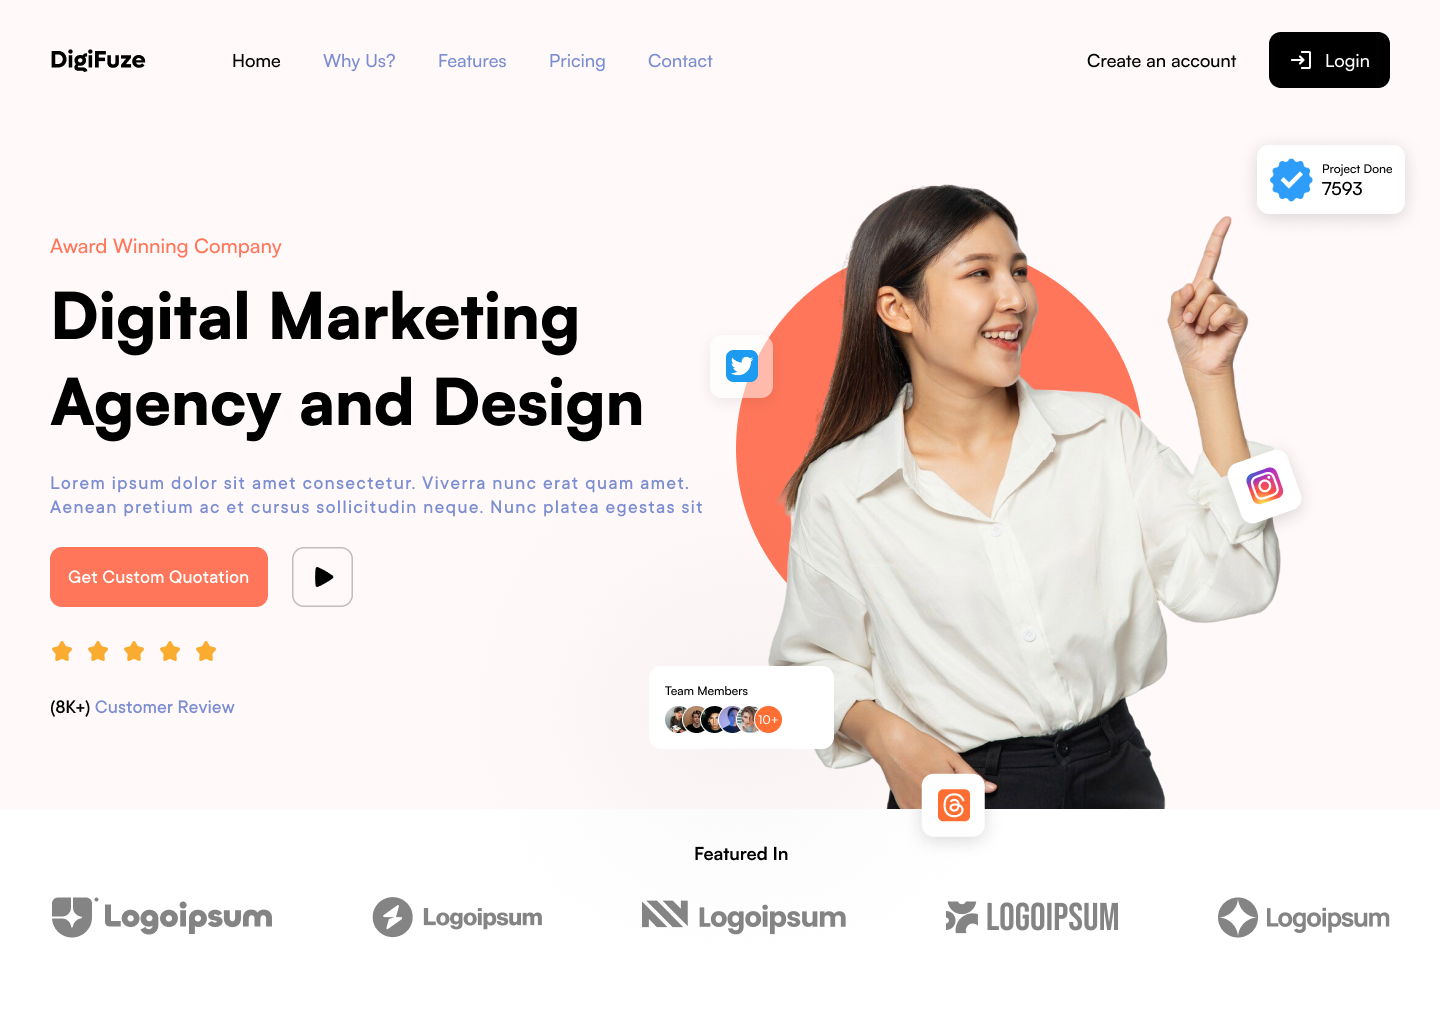 DigiFuze
Home
Why Us?
Features
Pricing
Contact
Create an account
Login
Project Done
7593
Award Winning Company
Digital Marketing
Agency and Design
Lorem ipsum dolor sit amet consectetur. Viverra nunc erat quam amet.
Aenean pretium ac et cursus sollicitudin neque. Nunc platea egestas sit
Get Custom Quotation
(8K+) Customer Review
Team Members
10+
Featured In
Logoipsum
Logoipsum
Logoipsum
LOGOIPSUM
Logoipsum